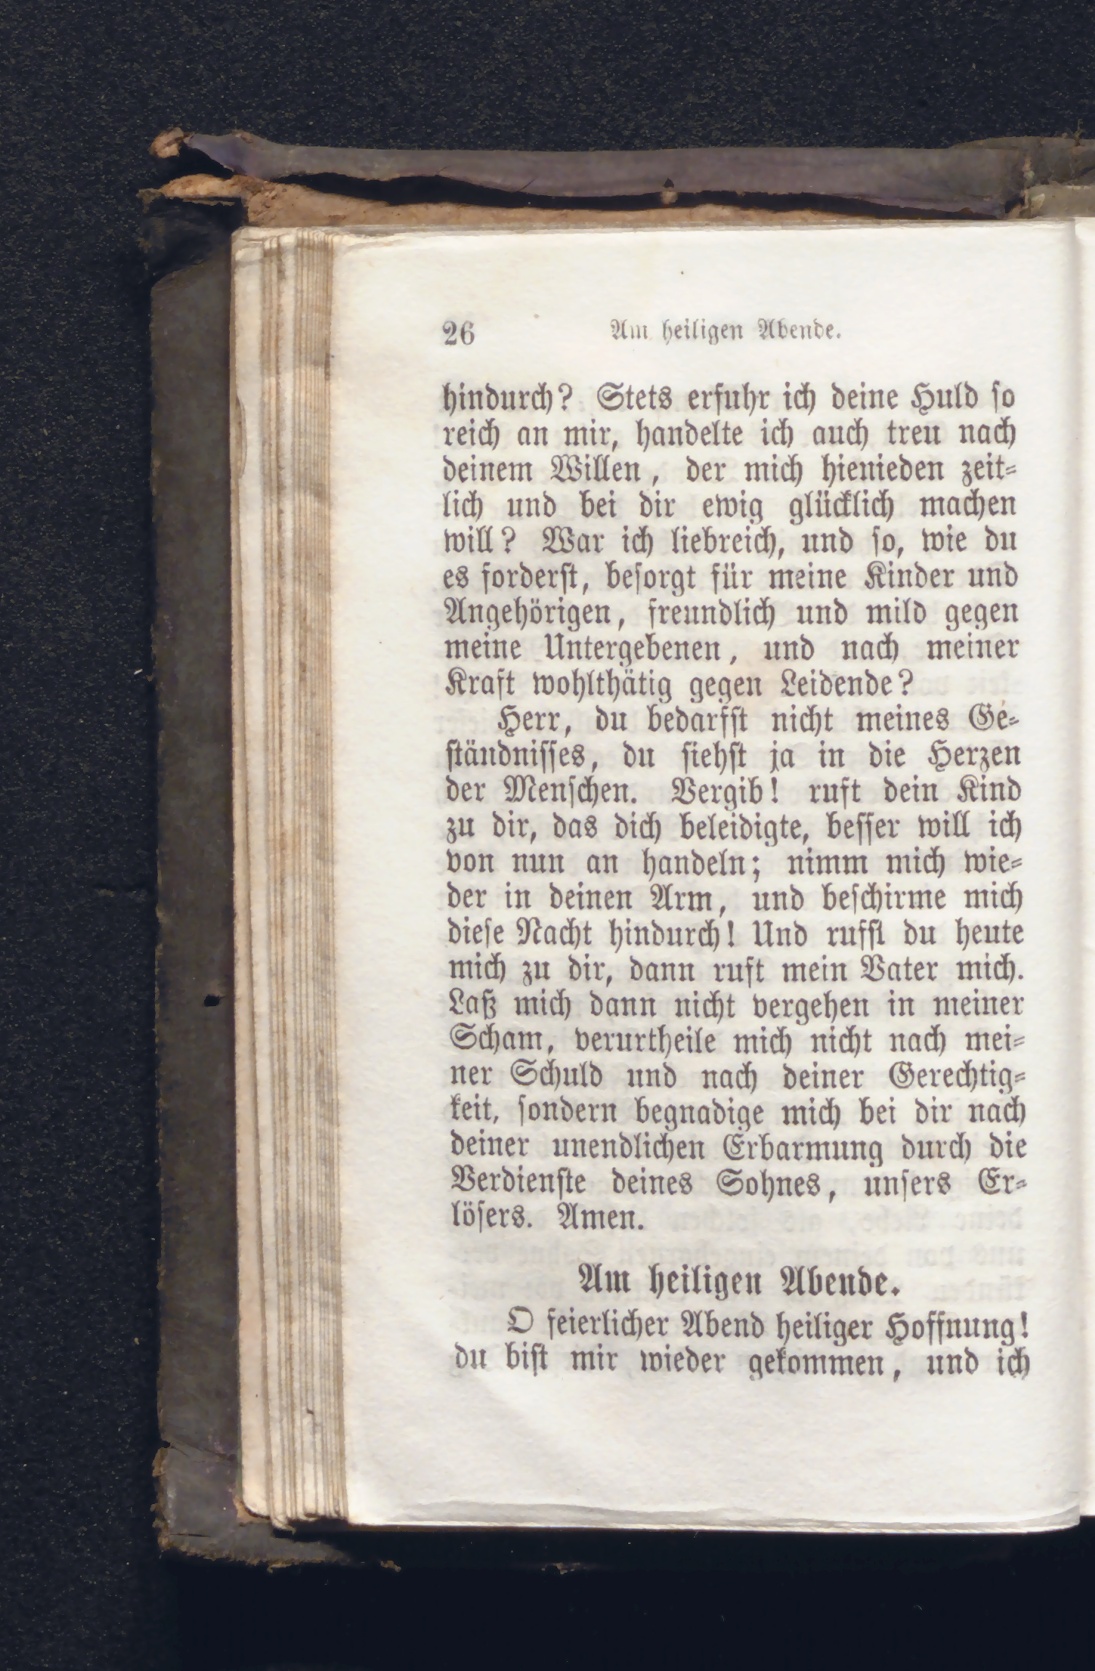 26 Am heiligen Abende.
hindurch? Stets erfuhr ich deine Huld so
reich an mir, handelte ich auch treu nach
deinem Willen, der mich hienieden zeit-
lich und bei dir ewig glücklich machen
will? War ich liebreich, und so, wie du
es forderst, besorgt für meine Kinder und
Angehörigen, freundlich und mild gegen
meine Untergebenen, und nach meiner
Kraft wohlthätig gegen Leidende?
Herr, du bedarfst nicht meines Ge-
ständnisses, du siehst ja in die Herzen
der Menschen. Vergib! ruft dein Kind
zu dir, das dich beleidigte, besser will ich
von nun an handeln; nimm mich wie-
der in deinen Arm, und beschirme mich
diese Nacht hindurch! Und rufst du heute
mich zu dir, dann ruft mein Vater mich.
Laß mich dann nicht vergehen in meiner
Scham, verurtheile mich nicht nach mei-
ner Schuld und nach deiner Gerechtig-
keit, sondern begnadige mich bei dir nach
deiner unendlichen Erbarmung durch die
Verdienste deines Sohnes, unsers Er-
lösers. Amen.
Am heiligen Abende.
O feierlicher Abend heiliger Hoffnung!
du bist mir wieder gekommen, und ich